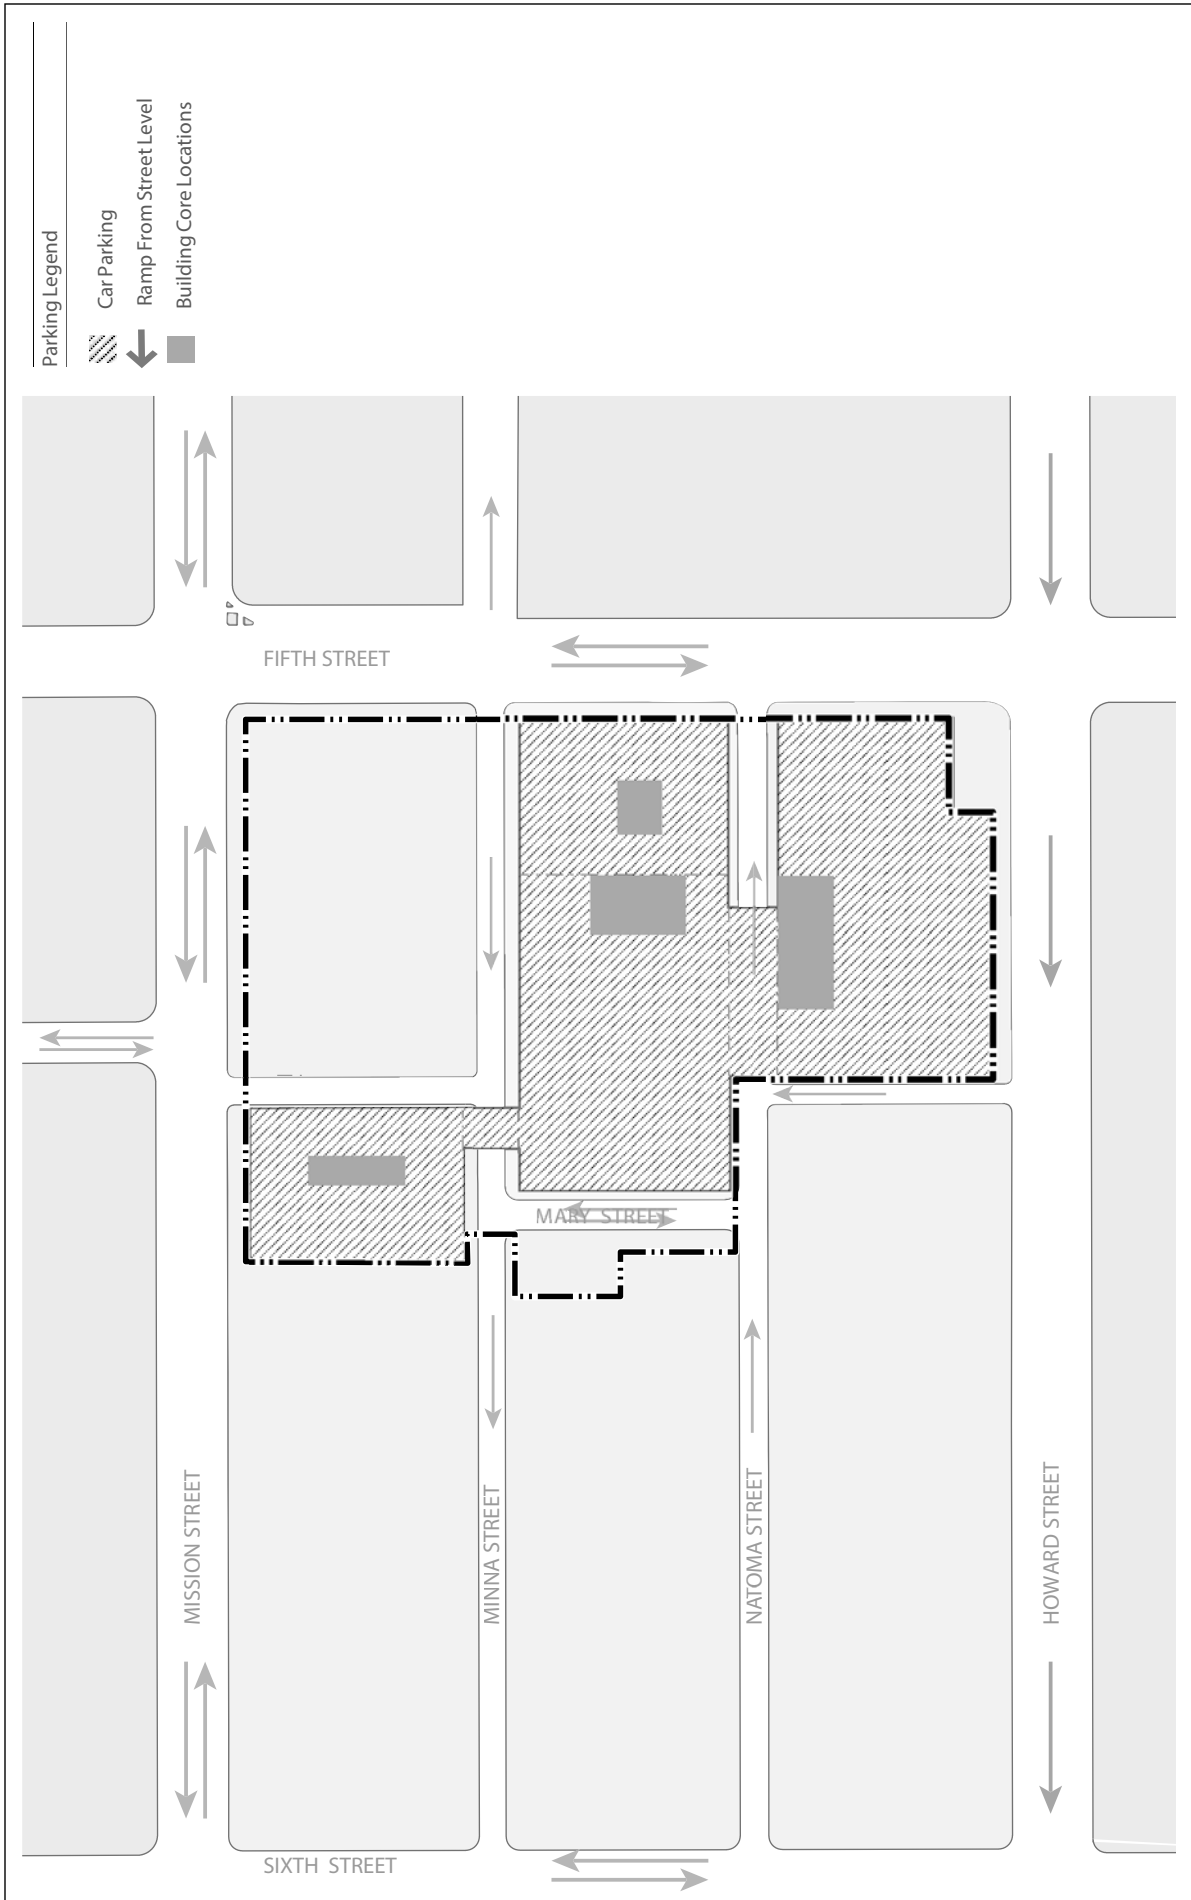 Parking Legend
Car Parking
Ramp From Street Level
Building Core Locations
FIFTH STREET
MARY STREET
MISSION STREET
MINNA STREET
NATOMA STREET
HOWARD STREET
SIXTH STREET